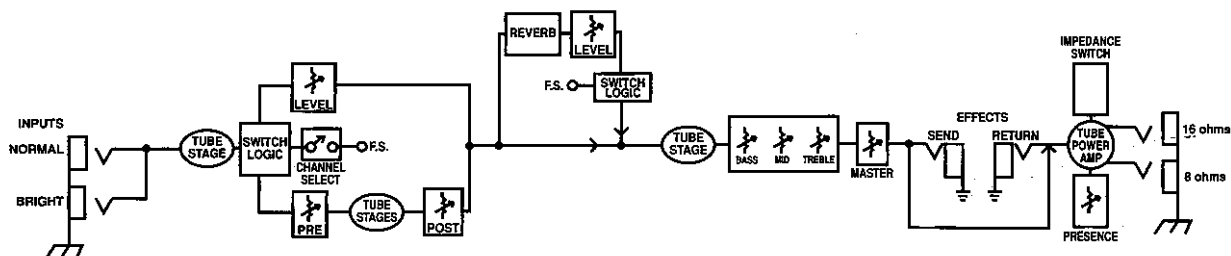 INPUTS
NORMAL
BRIGHT
TUBE
STAGE
SWITCH
LOGIC
LEVEL
CHANNEL
SELECT
F.S.
PRE
TUBE
STAGES
POST
REVERB
LEVEL
F.S.
SWITCH
LOGIC
TUBE
STAGE
BASS
MID
TREBLE
MASTER
EFFECTS
SEND
RETURN
IMPEDANCE
SWITCH
TUBE
POWER
AMP
PRESENCE
16 ohms
8 ohms